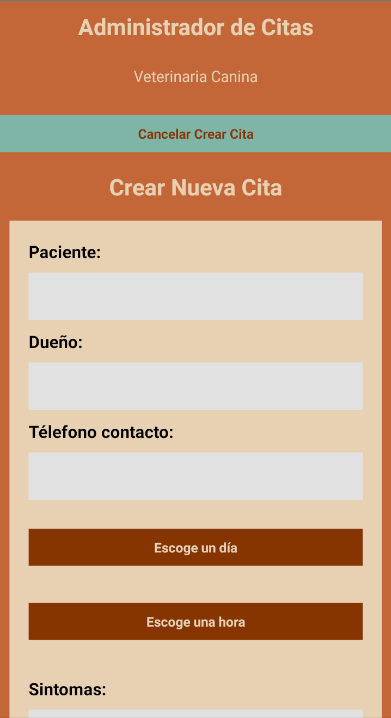 Administrador de Citas
Veterinaria Canina
Cancelar Crear Cita
Crear Nueva Cita
Paciente:
Dueño:
Télefono contacto:
Escoge un día
Escoge una hora
Sintomas: